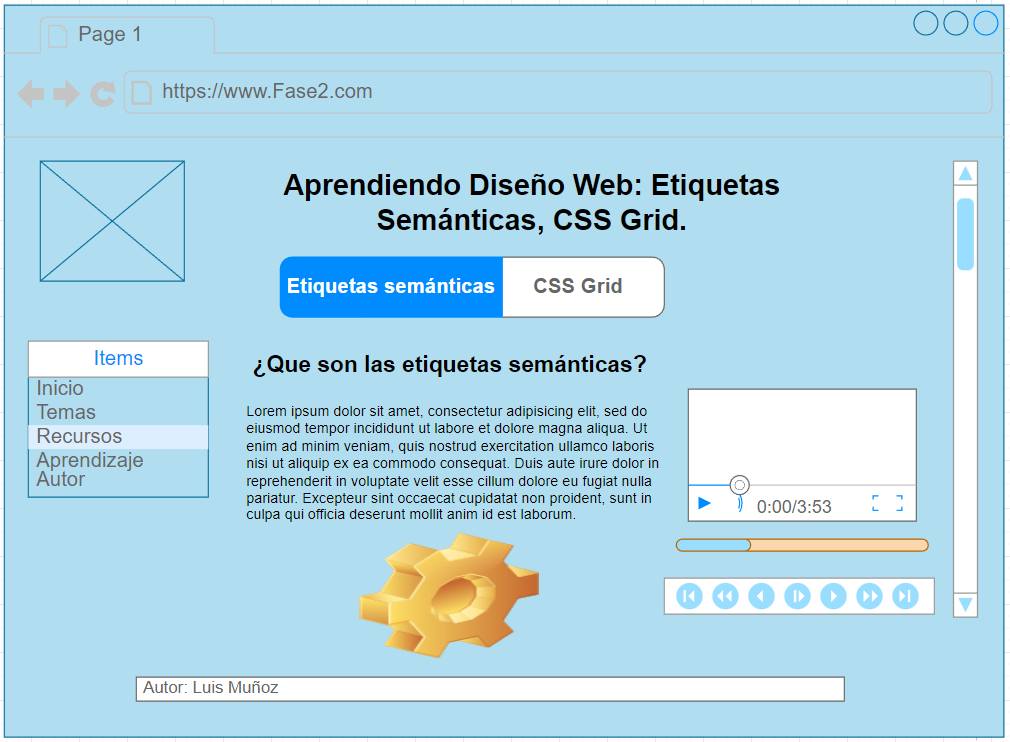 Page 1
https://www.Fase2.com
Aprendiendo Diseño Web: Etiquetas
Semánticas, CSS Grid.
Etiquetas semánticas
CSS Grid
Items
Inicio
Temas
Recursos
Aprendizaje
Autor
¿Que son las etiquetas semánticas?
Lorem ipsum dolor sit amet, consectetur adipisicing elit, sed do
eiusmod tempor incididunt ut labore et dolore magna aliqua. Ut
enim ad minim veniam, quis nostrud exercitation ullamco laboris
nisi ut aliquip ex ea commodo consequat. Duis aute irure dolor in
reprehenderit in voluptate velit esse cillum dolore eu fugiat nulla
pariatur. Excepteur sint occaecat cupidatat non proident, sunt in
culpa qui officia deserunt mollit anim id est laborum.
0:00/3:53
Autor: Luis Muñoz